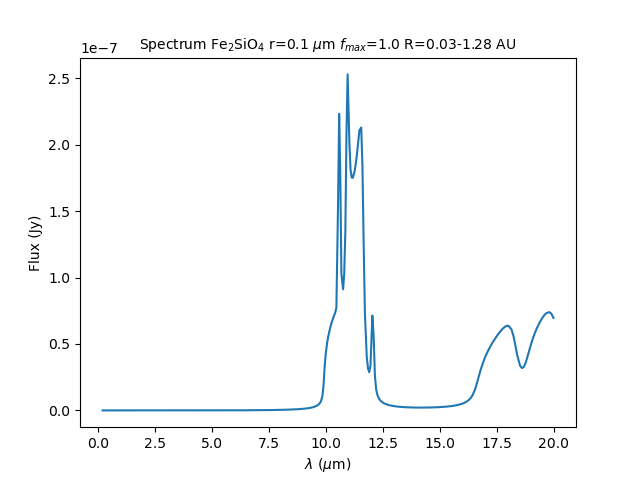 1e−7
Spectrum Fe₂SiO₄ r=0.1 μm f_max=1.0 R=0.03-1.28 AU
Flux (Jy)
2.5
2.0
1.5
1.0
0.5
0.0
0.0 2.5 5.0 7.5 10.0 12.5 15.0 17.5 20.0
λ (μm)